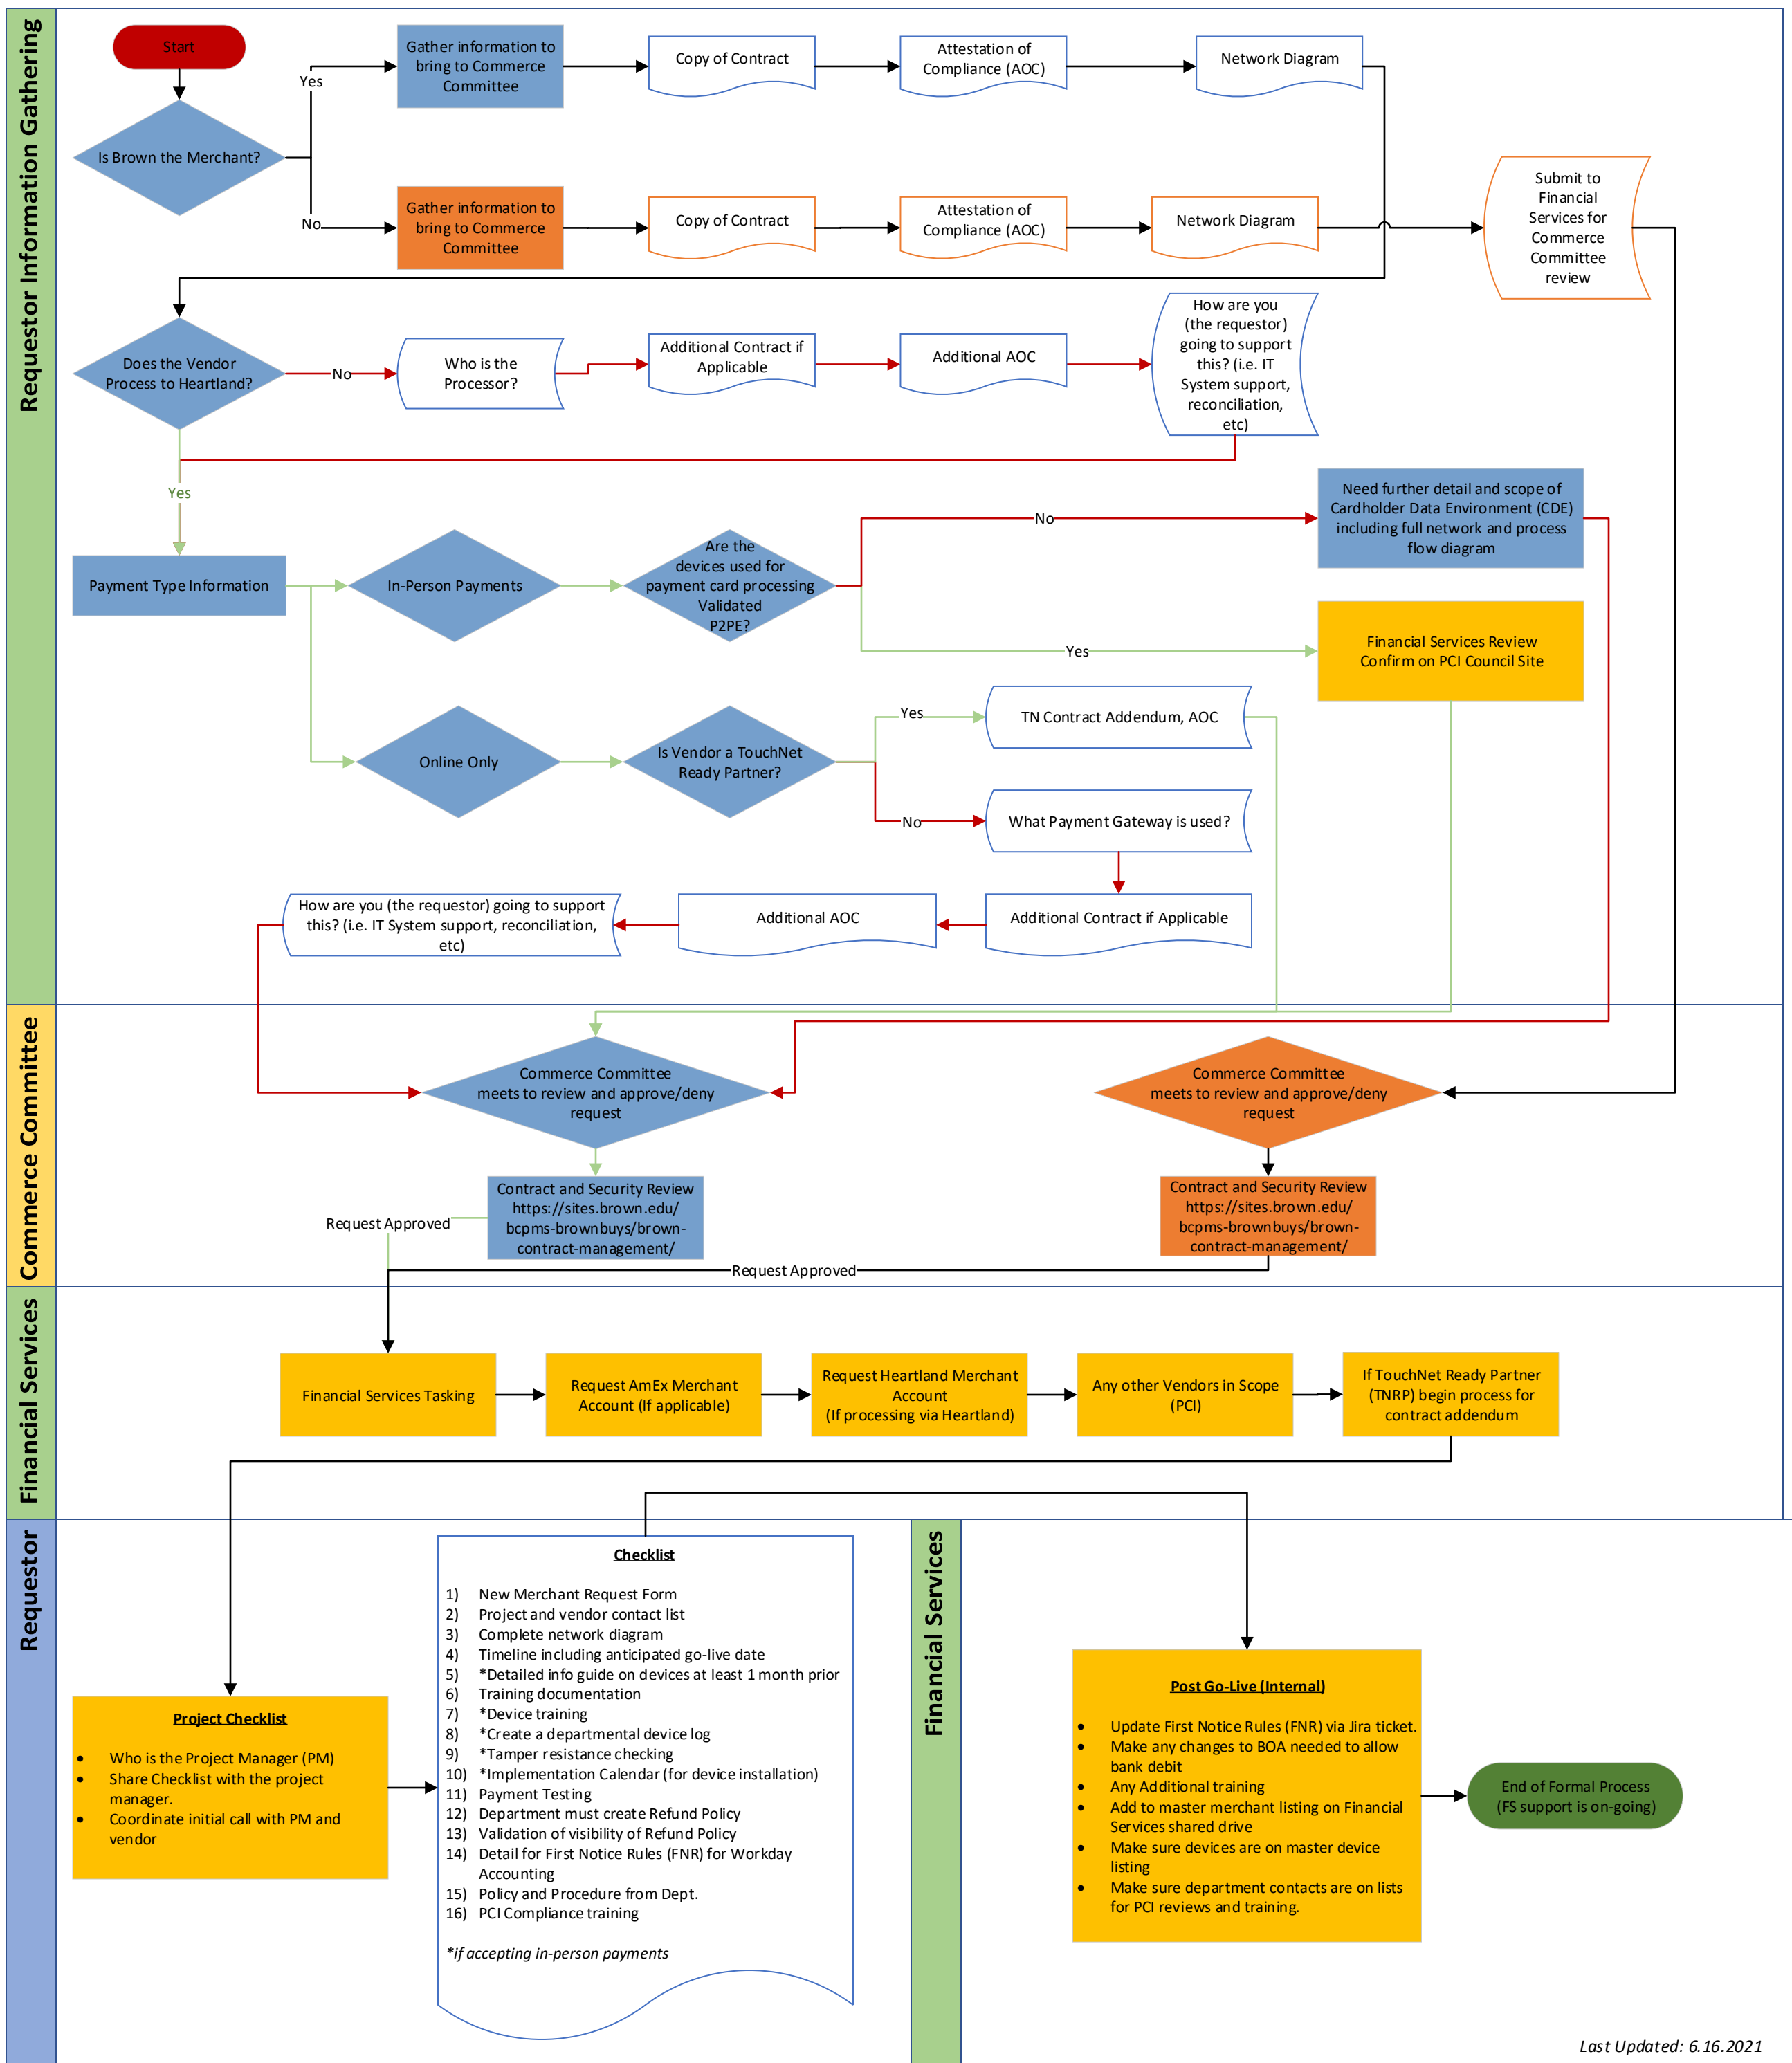 Requestor Information Gathering
Start
Is Brown the Merchant?
Yes
Gather information to
bring to Commerce
Committee
Copy of Contract
Attestation of
Compliance (AOC)
Network Diagram
No
Gather information to
bring to Commerce
Committee
Copy of Contract
Attestation of
Compliance (AOC)
Network Diagram
Submit to
Financial
Services for
Commerce
Committee
review
Does the Vendor
Process to Heartland?
No
Who is the
Processor?
Additional Contract if
Applicable
Additional AOC
How are you
(the requestor)
going to support
this? (i.e. IT
System support,
reconciliation,
etc)
Yes
Payment Type Information
In-Person Payments
Are the
devices used for
payment card processing
Validated
P2PE?
No
Need further detail and scope of
Cardholder Data Environment (CDE)
including full network and process
flow diagram
Yes
Financial Services Review
Confirm on PCI Council Site
Online Only
Is Vendor a TouchNet
Ready Partner?
Yes
TN Contract Addendum, AOC
No
What Payment Gateway is used?
Additional Contract if Applicable
Additional AOC
How are you (the requestor) going to support
this? (i.e. IT System support, reconciliation,
etc)
Commerce Committee
Commerce Committee
meets to review and approve/deny
request
Commerce Committee
meets to review and approve/deny
request
Contract and Security Review
https://sites.brown.edu/
bcpms-brownbuys/brown-
contract-management/
Request Approved
Contract and Security Review
https://sites.brown.edu/
bcpms-brownbuys/brown-
contract-management/
Request Approved
Financial Services
Financial Services Tasking
Request AmEx Merchant
Account (If applicable)
Request Heartland Merchant
Account
(If processing via Heartland)
Any other Vendors in Scope
(PCI)
If TouchNet Ready Partner
(TNRP) begin process for
contract addendum
Requestor
Project Checklist
• Who is the Project Manager (PM)
• Share Checklist with the project
manager.
• Coordinate initial call with PM and
vendor
Checklist
1) New Merchant Request Form
2) Project and vendor contact list
3) Complete network diagram
4) Timeline including anticipated go-live date
5) *Detailed info guide on devices at least 1 month prior
6) Training documentation
7) *Device training
8) *Create a departmental device log
9) *Tamper resistance checking
10) *Implementation Calendar (for device installation)
11) Payment Testing
12) Department must create Refund Policy
13) Validation of visibility of Refund Policy
14) Detail for First Notice Rules (FNR) for Workday
Accounting
15) Policy and Procedure from Dept.
16) PCI Compliance training
*if accepting in-person payments
Financial Services
Post Go-Live (Internal)
• Update First Notice Rules (FNR) via Jira ticket.
• Make any changes to BOA needed to allow
bank debit
• Any Additional training
• Add to master merchant listing on Financial
Services shared drive
• Make sure devices are on master device
listing
• Make sure department contacts are on lists
for PCI reviews and training.
End of Formal Process
(FS support is on-going)
Last Updated: 6.16.2021